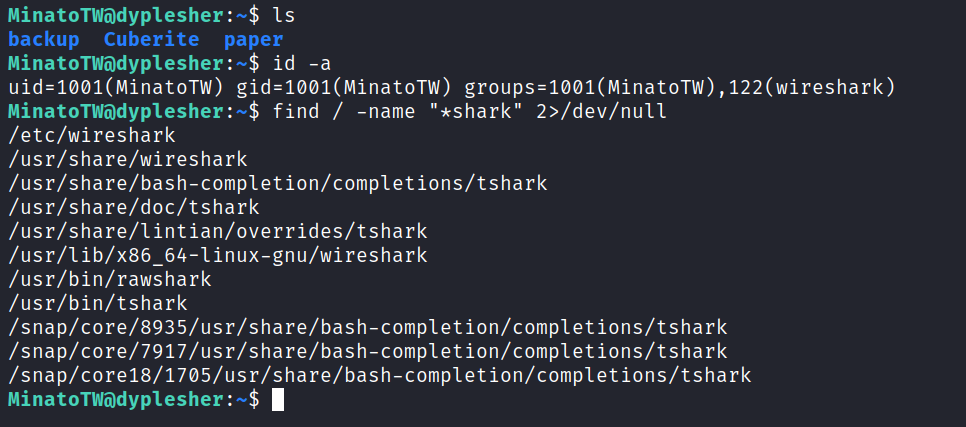 MinatoTW@dyplesher:~$ ls
backup  Cuberite  paper
MinatoTW@dyplesher:~$ id -a
uid=1001(MinatoTW) gid=1001(MinatoTW) groups=1001(MinatoTW),122(wireshark)
MinatoTW@dyplesher:~$ find / -name "*shark" 2>/dev/null
/etc/wireshark
/usr/share/wireshark
/usr/share/bash-completion/completions/tshark
/usr/share/doc/tshark
/usr/share/lintian/overrides/tshark
/usr/lib/x86_64-linux-gnu/wireshark
/usr/bin/rawshark
/usr/bin/tshark
/snap/core/8935/usr/share/bash-completion/completions/tshark
/snap/core/7917/usr/share/bash-completion/completions/tshark
/snap/core18/1705/usr/share/bash-completion/completions/tshark
MinatoTW@dyplesher:~$